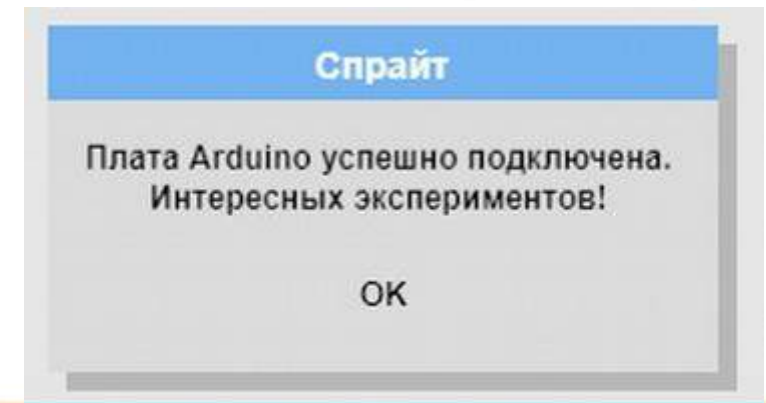 Спрайт
Плата Arduino успешно подключена.
Интересных экспериментов!
OK